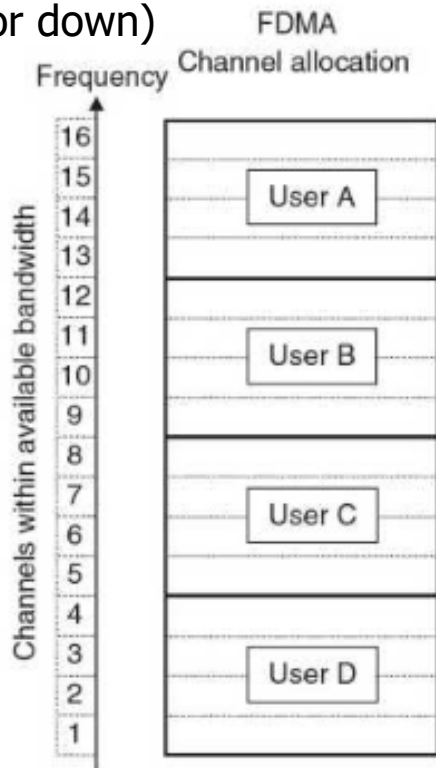 or down)
FDMA
Channel allocation
Frequency
Channels within available bandwidth
16
15
14
13
12
11
10
9
8
7
6
5
4
3
2
1
User A
User B
User C
User D